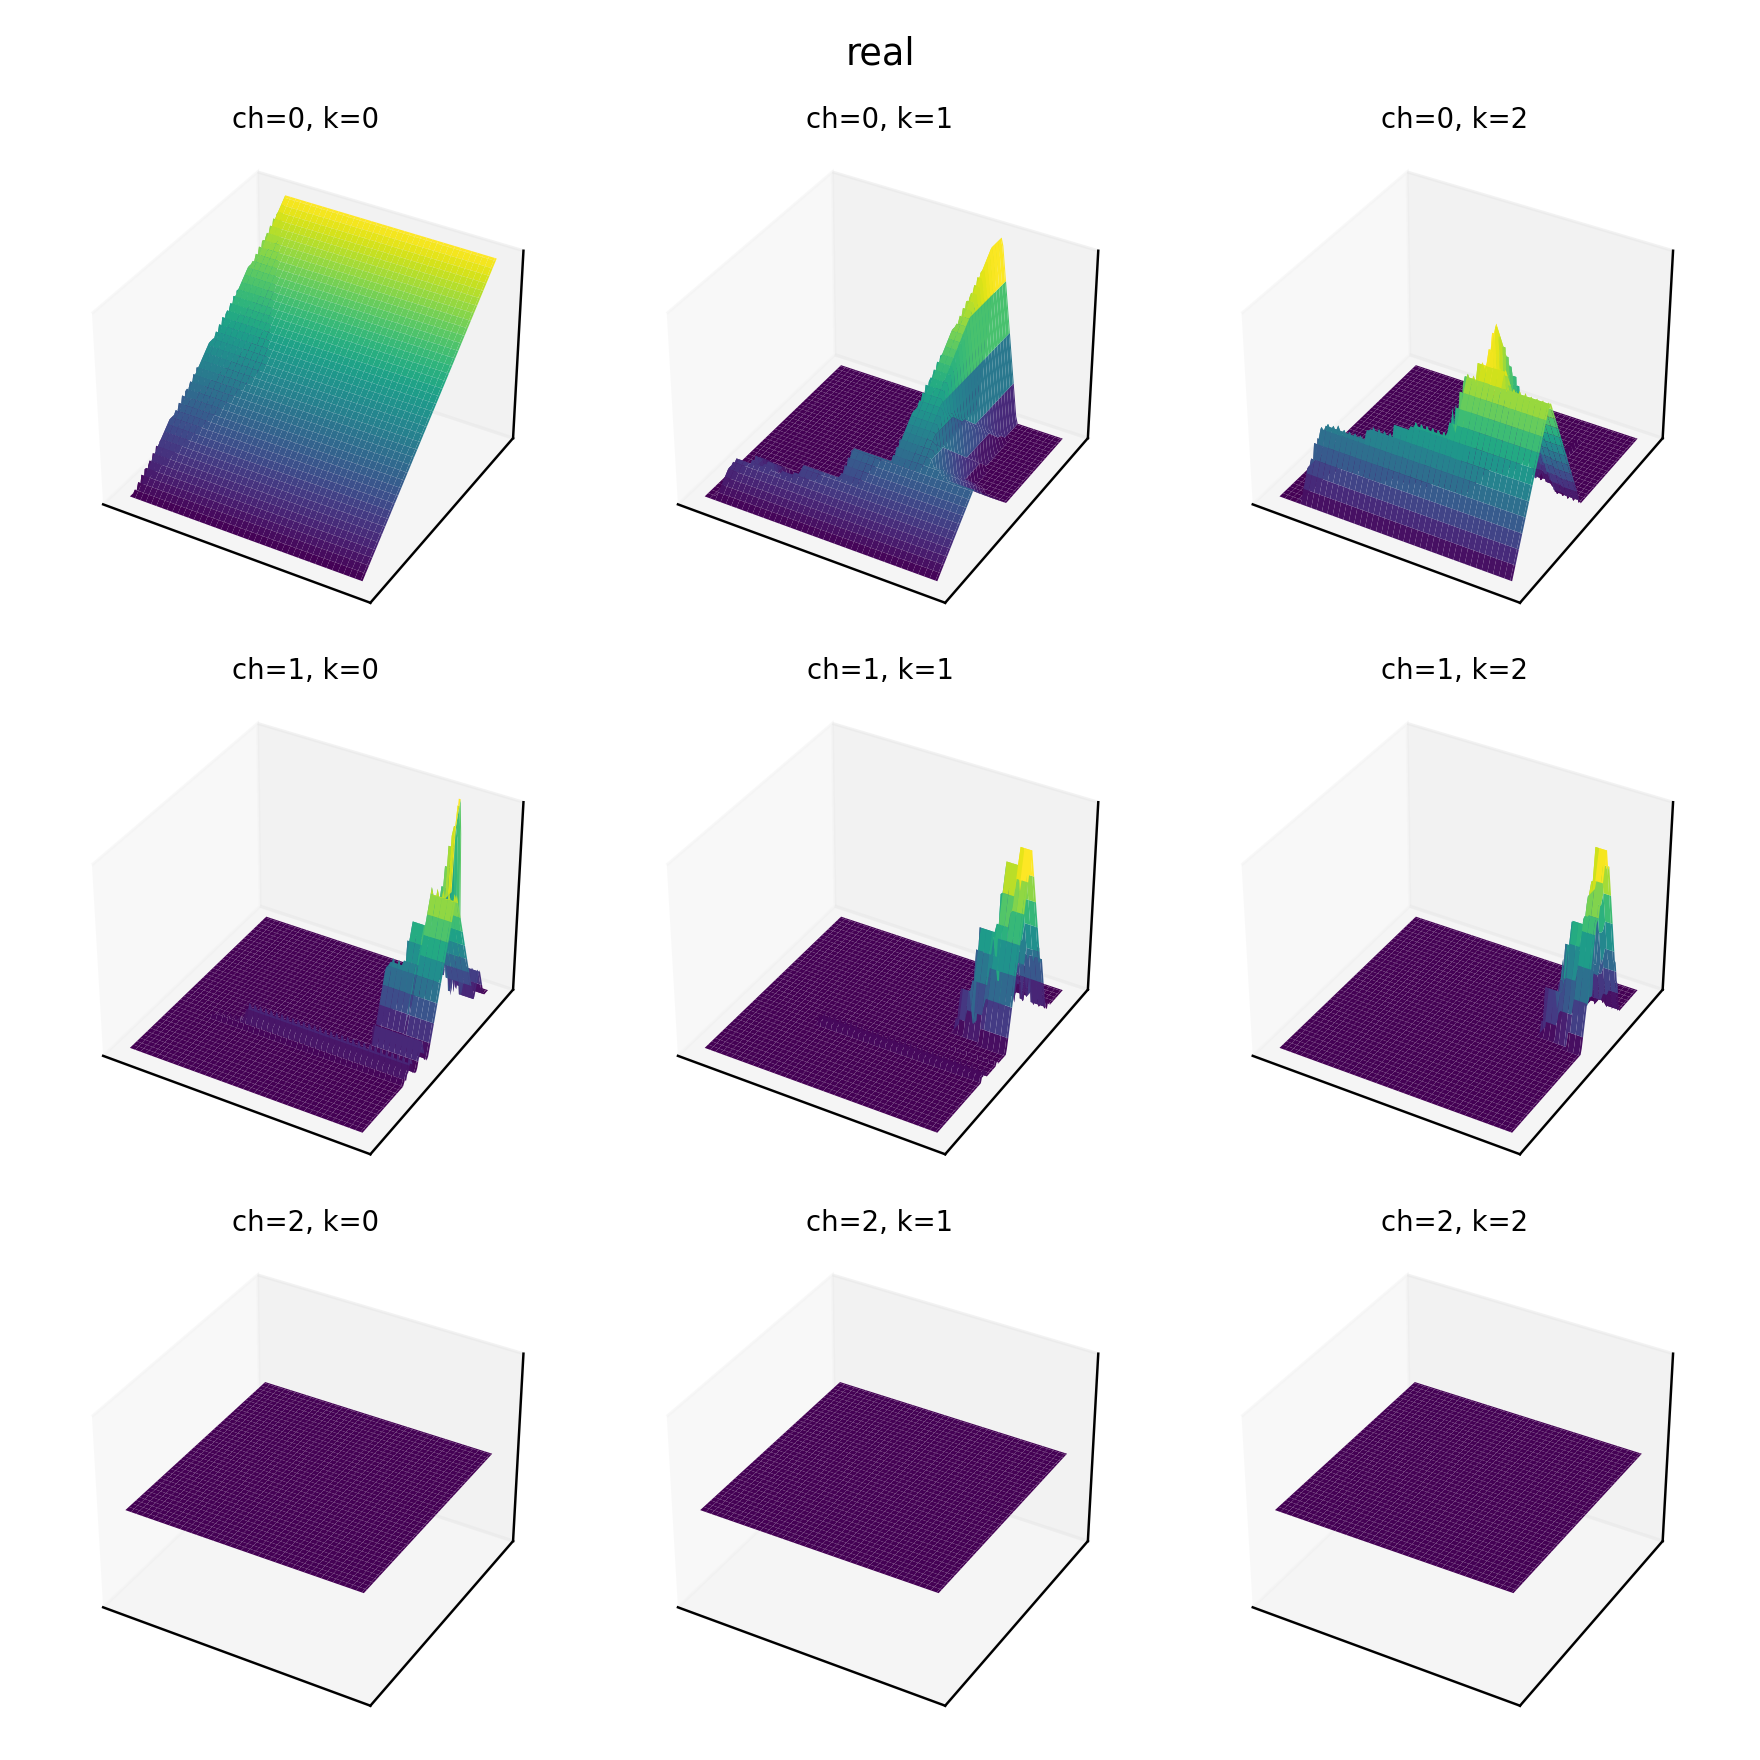 real
ch=0, k=0
ch=0, k=1
ch=0, k=2
ch=1, k=0
ch=1, k=1
ch=1, k=2
ch=2, k=0
ch=2, k=1
ch=2, k=2